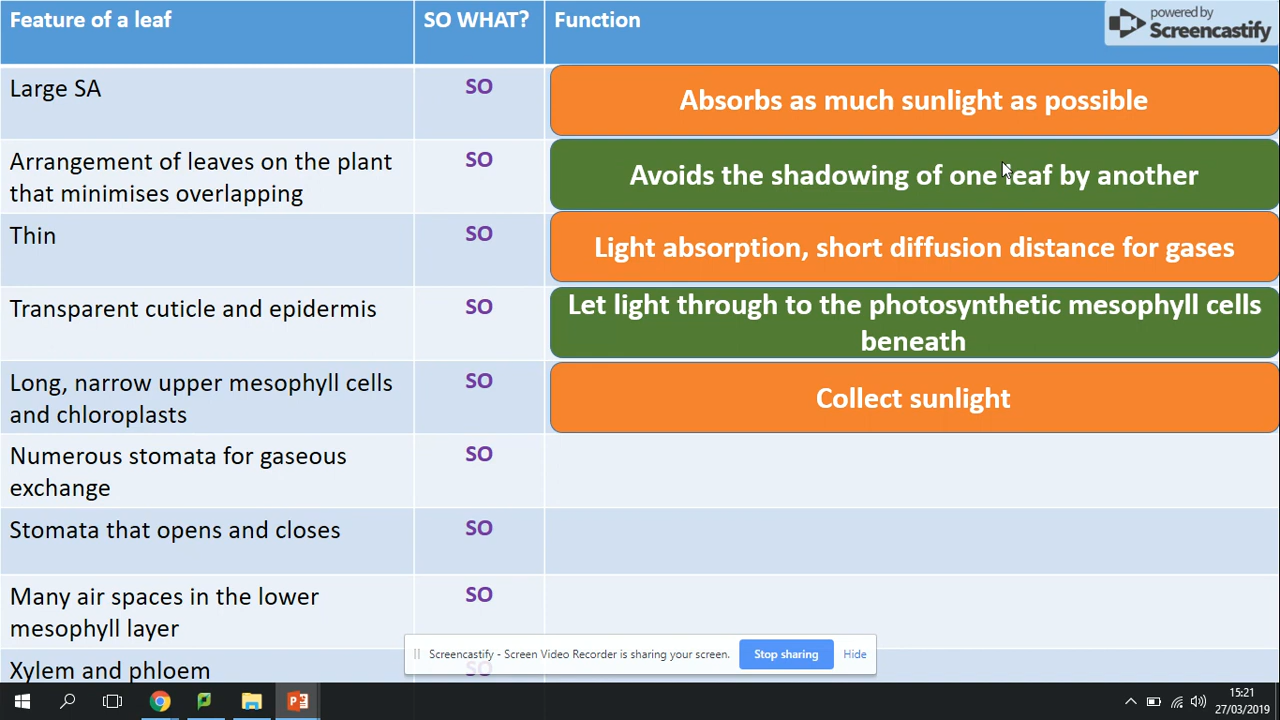 Feature of a leaf
SO WHAT?
Function
powered by
Screencastify
Large SA
SO
Absorbs as much sunlight as possible
Arrangement of leaves on the plant
that minimises overlapping
SO
Avoids the shadowing of one leaf by another
Thin
SO
Light absorption, short diffusion distance for gases
Transparent cuticle and epidermis
SO
Let light through to the photosynthetic mesophyll cells
beneath
Long, narrow upper mesophyll cells
and chloroplasts
SO
Collect sunlight
Numerous stomata for gaseous
exchange
SO
Stomata that opens and closes
SO
Many air spaces in the lower
mesophyll layer
SO
Screencastify - Screen Video Recorder is sharing your screen.
Stop sharing
Hide
Xylem and phloem
SO
15:21
27/03/2019